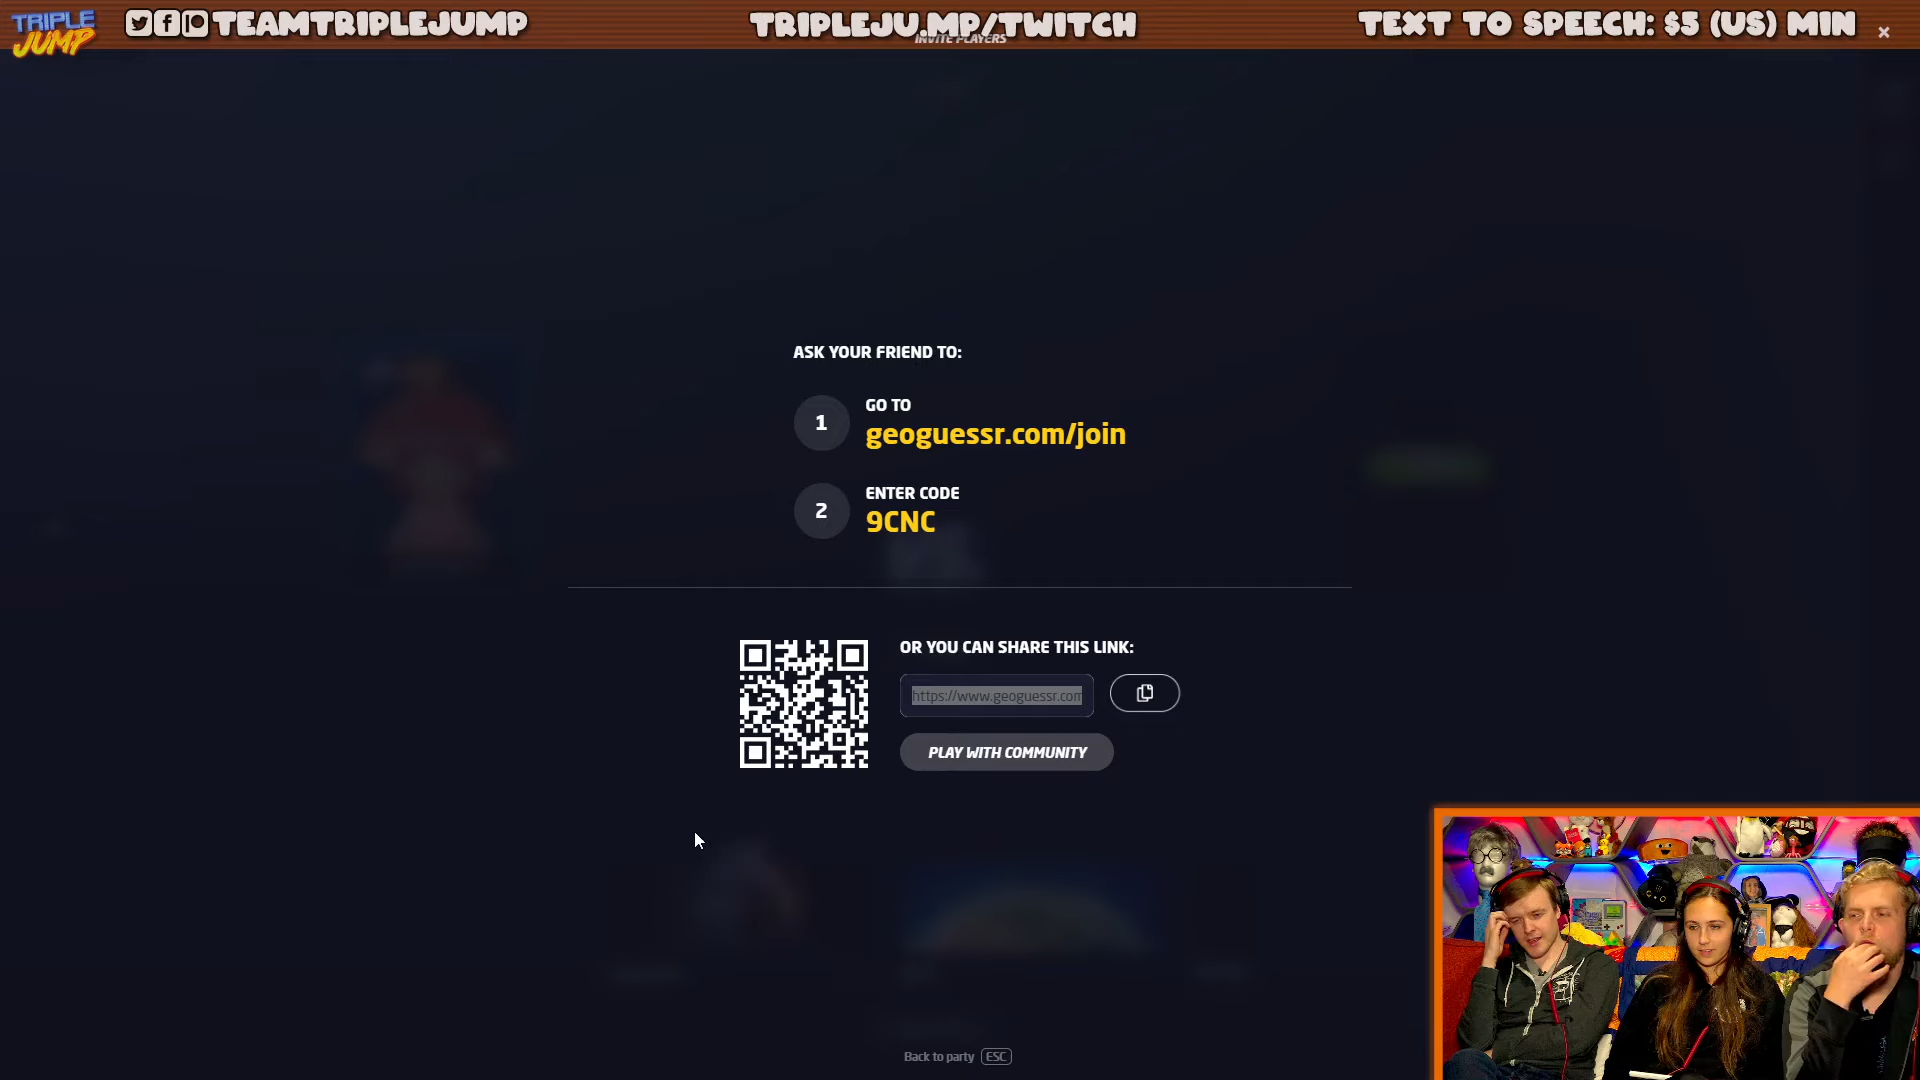 TRIPLE
JUMP
TEAMTRIPLEJUMP
TRIPLEJU.MP/TWITCH
TEXT TO SPEECH: $5 (US) MIN
INVITE PLAYERS
ASK YOUR FRIEND TO:
1
GO TO
geoguessr.com/join
2
ENTER CODE
9CNC
OR YOU CAN SHARE THIS LINK:
https://www.geoguessr.com
PLAY WITH COMMUNITY
Back to party ESC